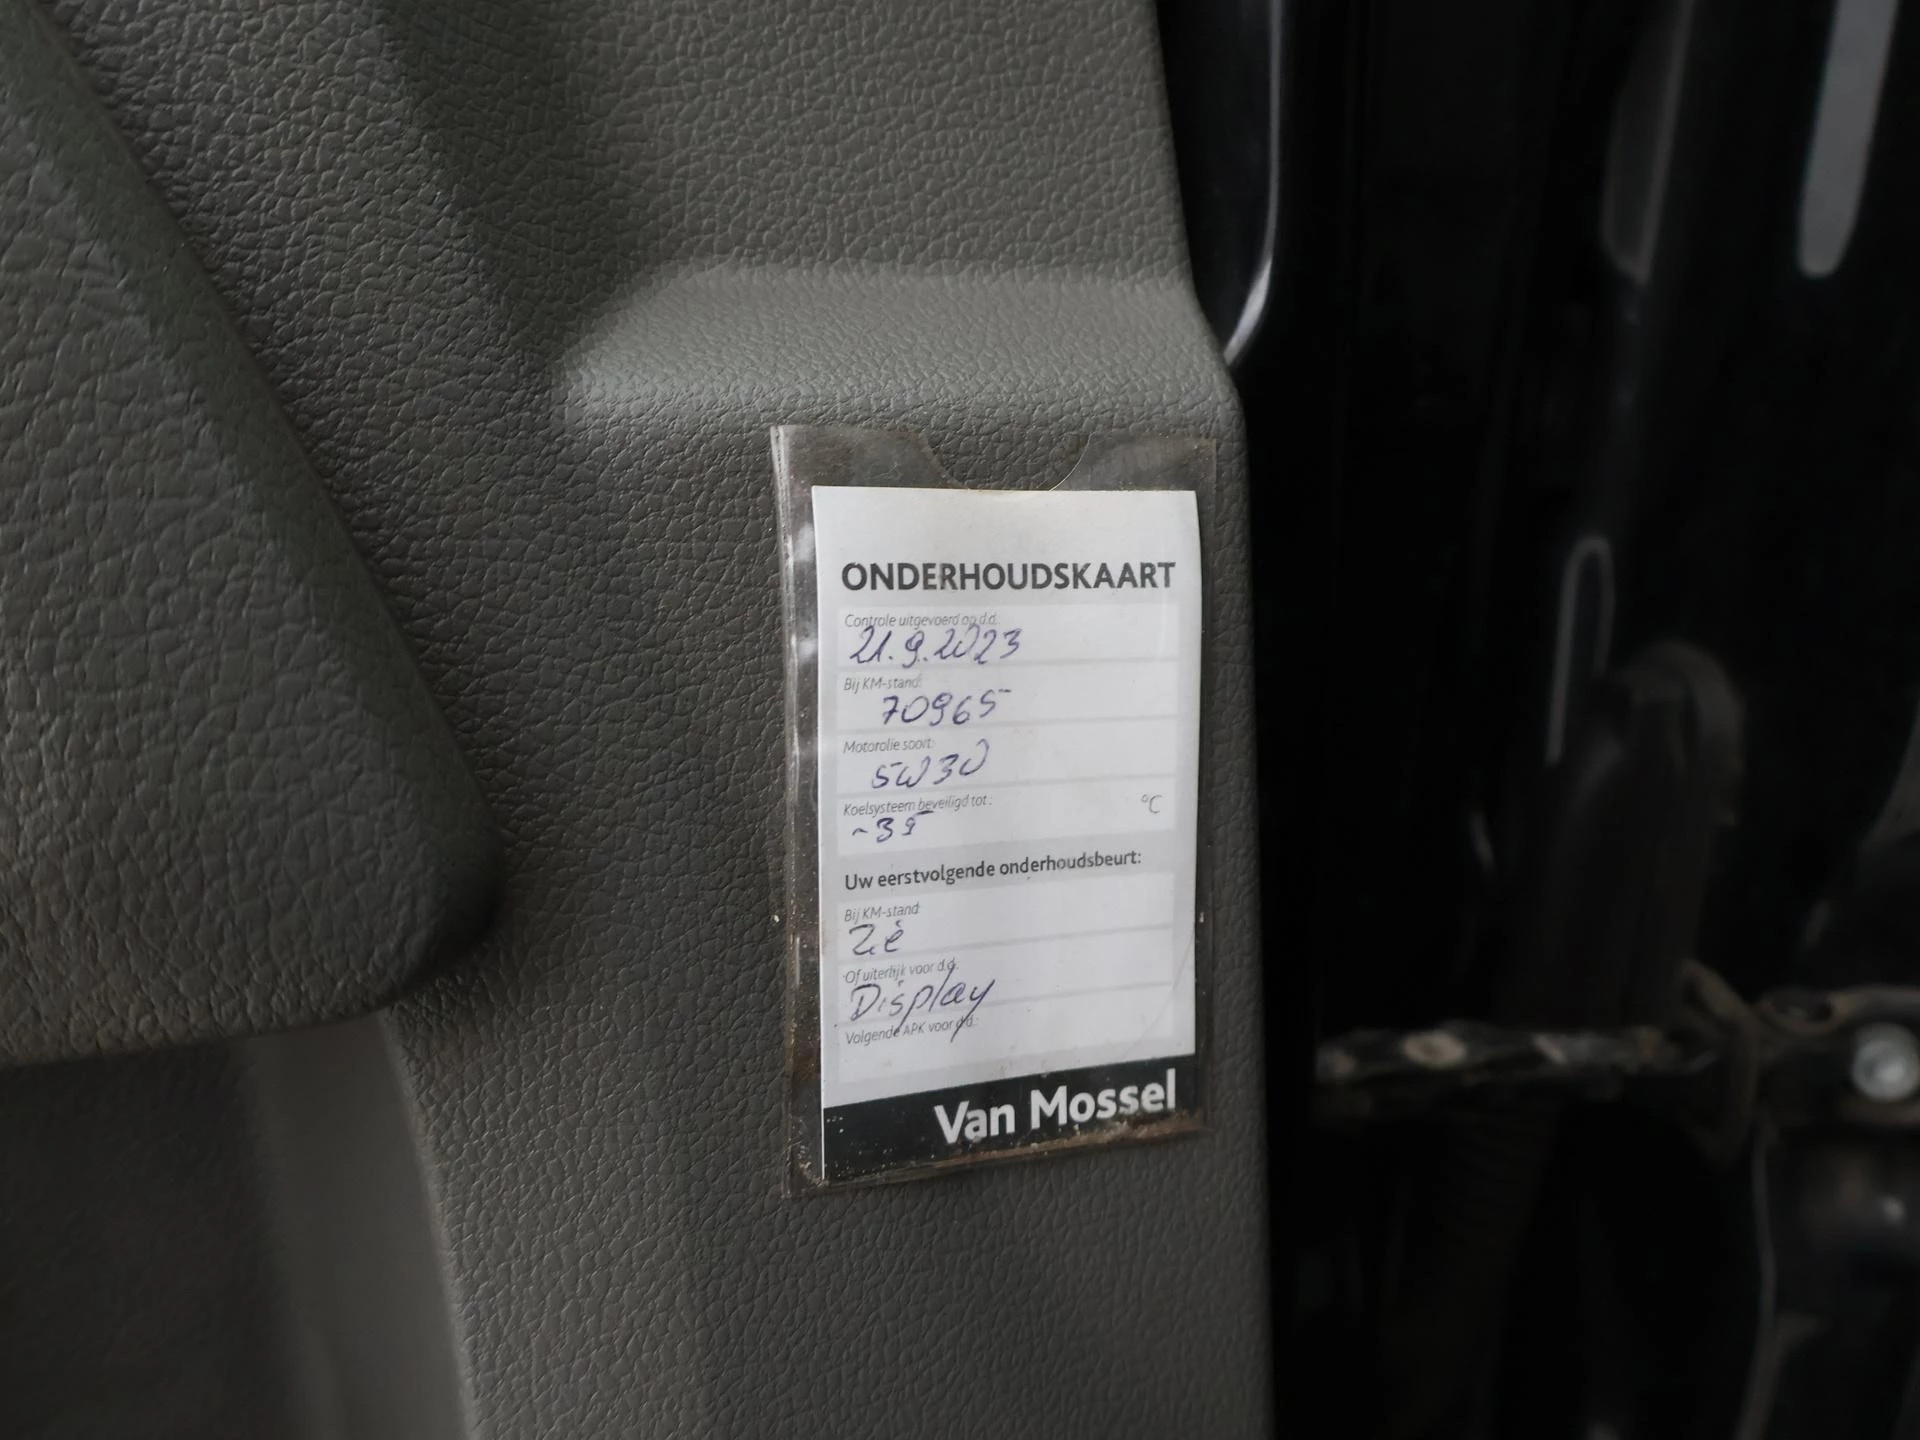 ONDERHOUDSKAART
Controle uitgevoerd op d.d.:
21.9.2023
Bij KM-stand:
70965
Motorolie soort:
5W30
Koelsysteem beveiligd tot.: °C
-35
Uw eerstvolgende onderhoudsbeurt:
Bij KM-stand:
Zie
Of uiterlijk voor d.d.
Display
Volgende APK voor d.d.:
Van Mossel